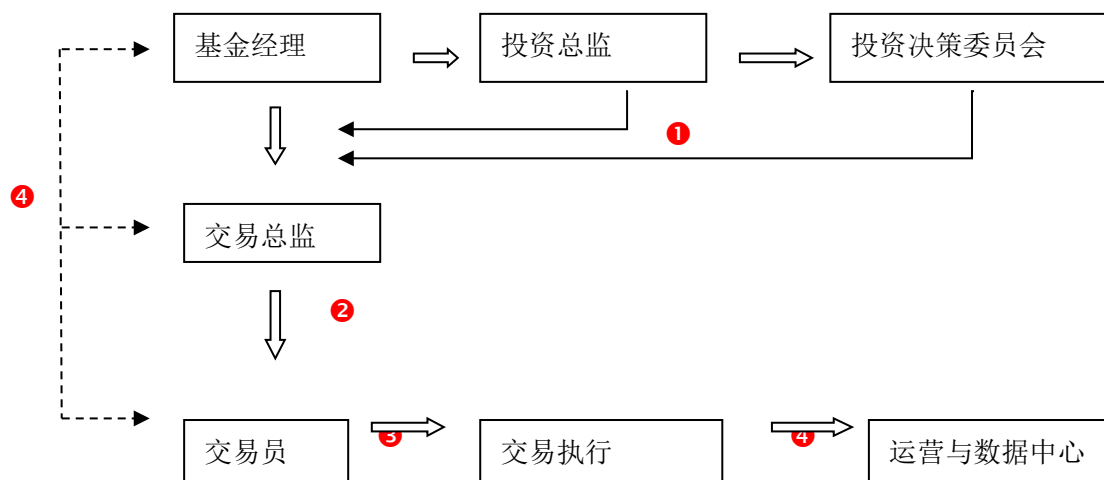 基金经理
投资总监
投资决策委员会
❶
❹
交易总监
❷
交易员
❸
交易执行
❹
运营与数据中心